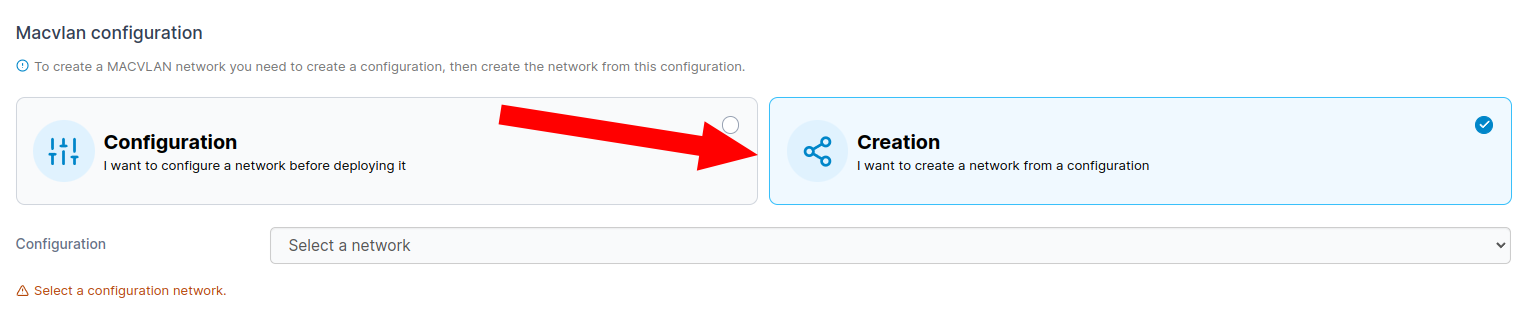 Macvlan configuration
To create a MACVLAN network you need to create a configuration, then create the network from this configuration.
Configuration
I want to configure a network before deploying it
Creation
I want to create a network from a configuration
Configuration
Select a network
Select a configuration network.